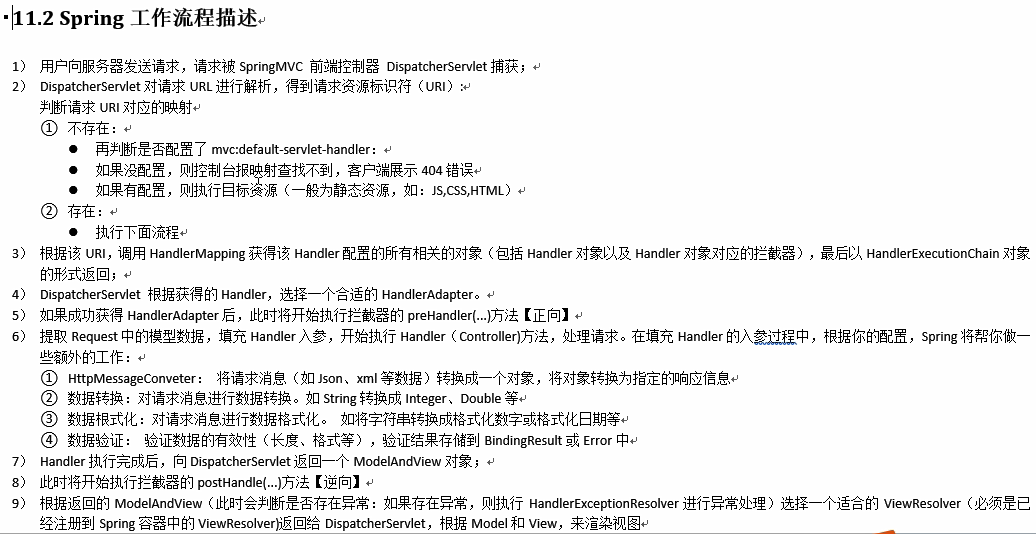 11.2 Spring 工作流程描述
1） 用户向服务器发送请求，请求被 SpringMVC 前端控制器 DispatcherServlet 捕获；
2） DispatcherServlet 对请求 URL 进行解析，得到请求资源标识符（URI）:
判断请求 URI 对应的映射
① 不存在：
● 再判断是否配置了 mvc:default-servlet-handler：
● 如果没配置，则控制台报映射查找不到，客户端展示 404 错误
● 如果有配置，则执行目标资源（一般为静态资源，如：JS,CSS,HTML）
② 存在：
● 执行下面流程
3） 根据该 URI，调用 HandlerMapping 获得该 Handler 配置的所有相关的对象（包括 Handler 对象以及 Handler 对象对应的拦截器），最后以 HandlerExecutionChain 对象
的形式返回；
4） DispatcherServlet 根据获得的 Handler，选择一个合适的 HandlerAdapter。
5） 如果成功获得 HandlerAdapter 后，此时将开始执行拦截器的 preHandler(...)方法【正向】
6） 提取 Request 中的模型数据，填充 Handler 入参，开始执行 Handler（Controller)方法，处理请求。在填充 Handler 的入参过程中，根据你的配置，Spring 将帮你做一
些额外的工作：
① HttpMessageConveter： 将请求消息（如 Json、xml 等数据）转换成一个对象，将对象转换为指定的响应信息
② 数据转换：对请求消息进行数据转换。如 String 转换成 Integer、Double 等
③ 数据根式化：对请求消息进行数据格式化。 如将字符串转换成格式化数字或格式化日期等
④ 数据验证： 验证数据的有效性（长度、格式等），验证结果存储到 BindingResult 或 Error 中
7） Handler 执行完成后，向 DispatcherServlet 返回一个 ModelAndView 对象；
8） 此时将开始执行拦截器的 postHandle(...)方法【逆向】
9） 根据返回的 ModelAndView（此时会判断是否存在异常：如果存在异常，则执行 HandlerExceptionResolver 进行异常处理）选择一个适合的 ViewResolver（必须是已
经注册到 Spring 容器中的 ViewResolver)返回给 DispatcherServlet，根据 Model 和 View，来渲染视图